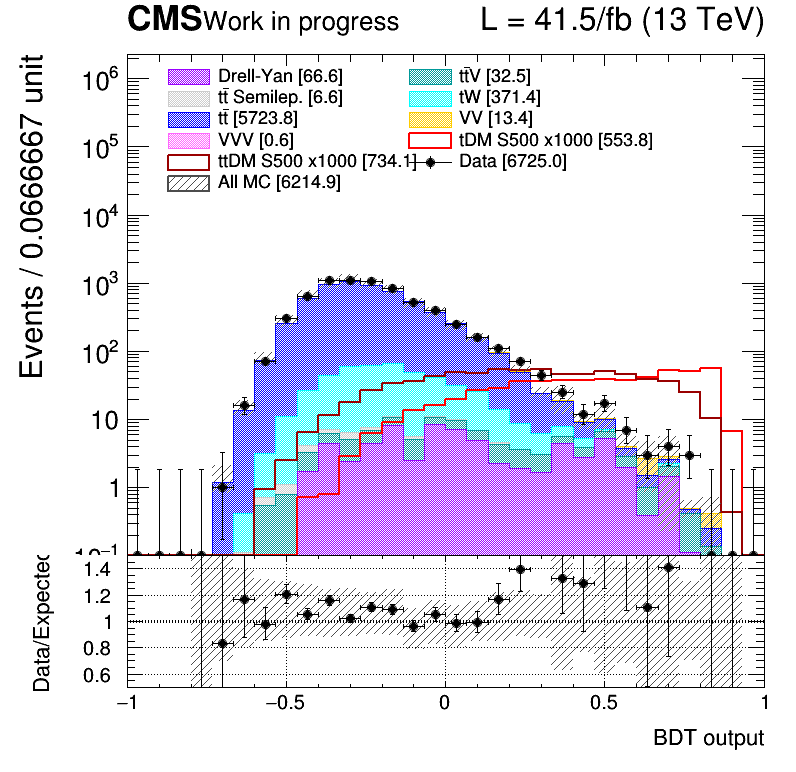 CMS Work in progress L = 41.5/fb (13 TeV)
Events / 0.0666667 unit
Drell-Yan [66.6] tt̄V [32.5]
tt̄ Semilep. [6.6] tW [371.4]
tt̄ [5723.8] VV [13.4]
VVV [0.6] tDM S500 x1000 [553.8]
ttDM S500 x1000 [734.1] Data [6725.0]
All MC [6214.9]
10⁶
10⁵
10⁴
10³
10²
10
1
10⁻¹
Data/Expected
1.4
1.2
1
0.8
0.6
−1 −0.5 0 0.5 1
BDT output